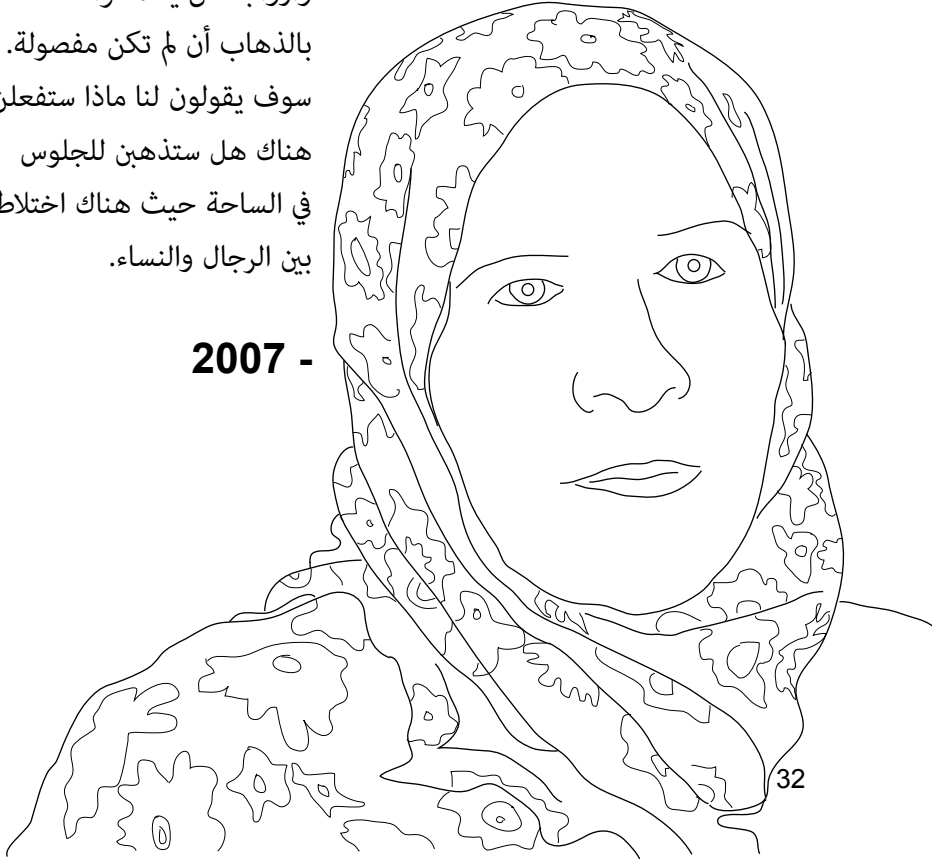 بالذهاب أن لم تكن مفصولة.
سوف يقولون لنا ماذا ستفعلن
هناك هل ستذهبن للجلوس
في الساحة حيث هناك اختلاط
بين الرجال والنساء.
2007 -
32